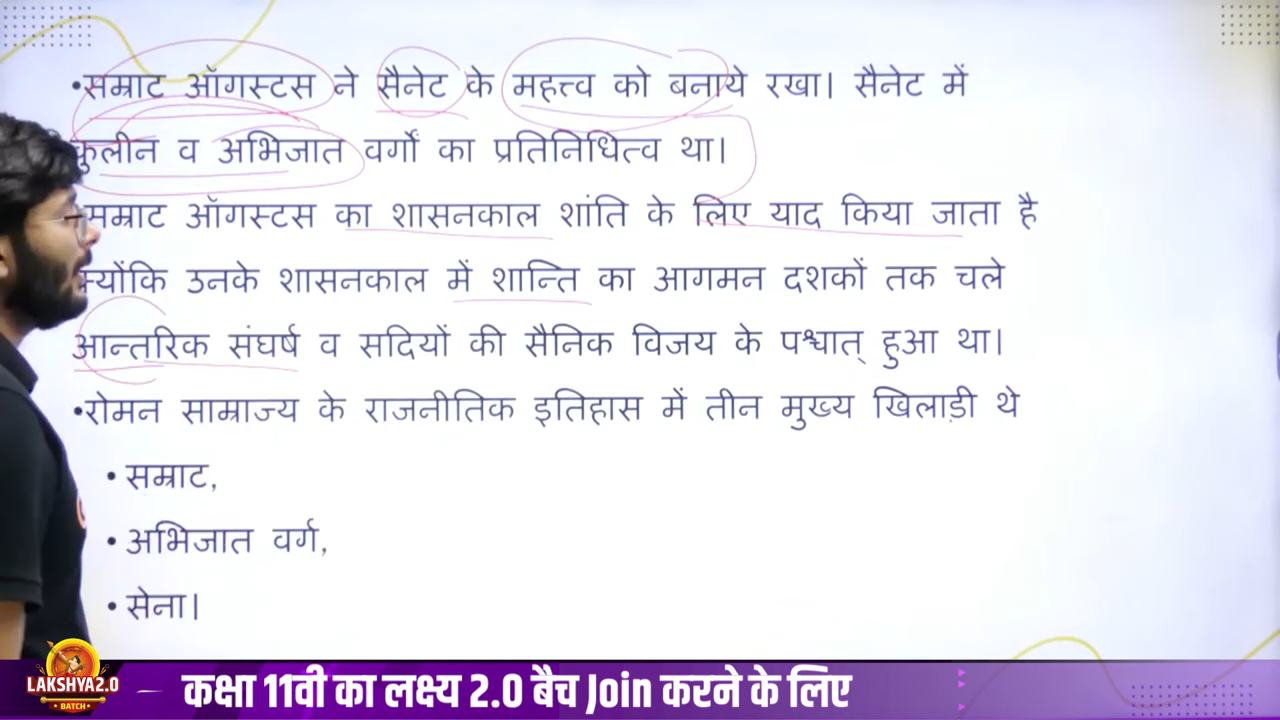 •सम्राट ऑगस्टस ने सैनेट के महत्त्व को बनाये रखा। सैनेट में
कुलीन व अभिजात वर्गों का प्रतिनिधित्व था।
सम्राट ऑगस्टस का शासनकाल शांति के लिए याद किया जाता है
क्योंकि उनके शासनकाल में शान्ति का आगमन दशकों तक चले
आन्तरिक संघर्ष व सदियों की सैनिक विजय के पश्चात् हुआ था।
•रोमन साम्राज्य के राजनीतिक इतिहास में तीन मुख्य खिलाड़ी थे
• सम्राट,
• अभिजात वर्ग,
• सेना।
LAKSHYA2.0
BATCH
कक्षा 11वी का लक्ष्य 2.0 बैच Join करने के लिए